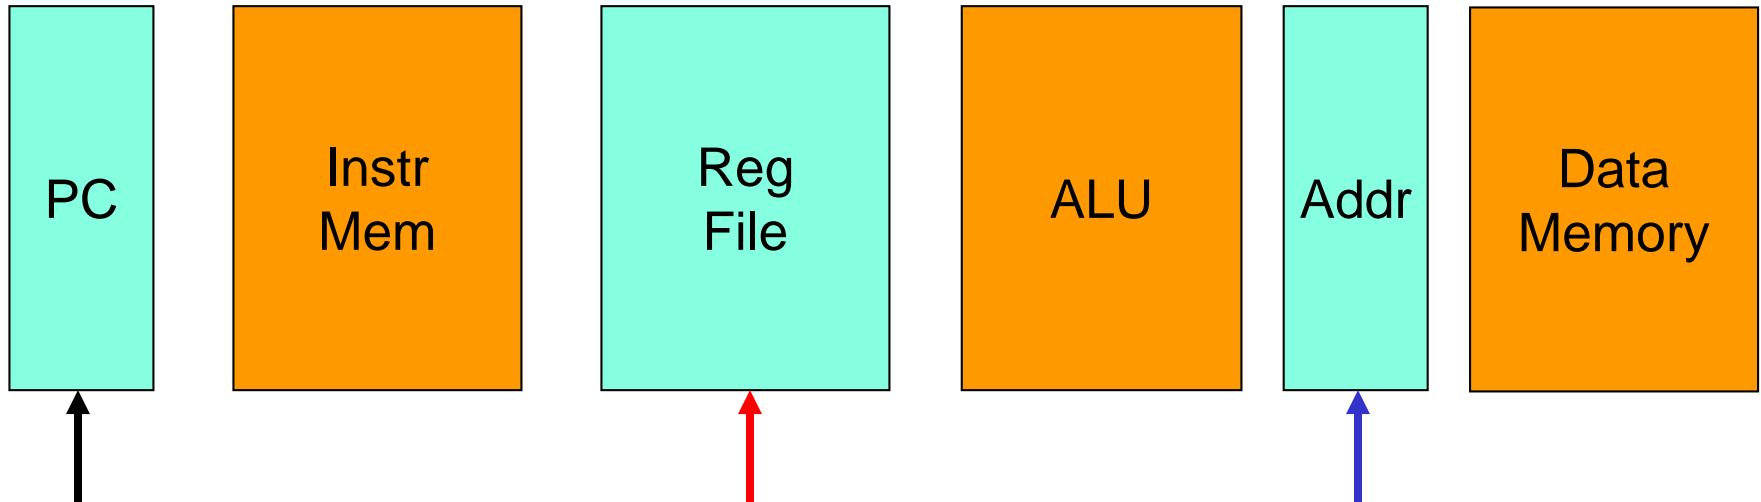 PC
Instr
Mem
Reg
File
ALU
Addr
Data
Memory